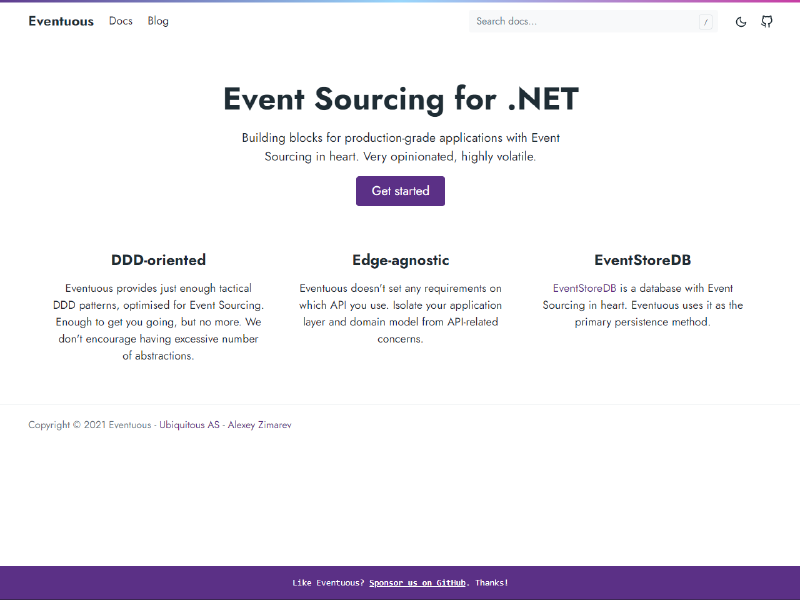 Eventuous Docs Blog Search docs... /
Event Sourcing for .NET
Building blocks for production-grade applications with Event
Sourcing in heart. Very opinionated, highly volatile.
Get started
DDD-oriented
Eventuous provides just enough tactical
DDD patterns, optimised for Event Sourcing.
Enough to get you going, but no more. We
don't encourage having excessive number
of abstractions.
Edge-agnostic
Eventuous doesn't set any requirements on
which API you use. Isolate your application
layer and domain model from API-related
concerns.
EventStoreDB
EventStoreDB is a database with Event
Sourcing in heart. Eventuous uses it as the
primary persistence method.
Copyright © 2021 Eventuous - Ubiquitous AS - Alexey Zimarev
Like Eventuous? Sponsor us on GitHub. Thanks!